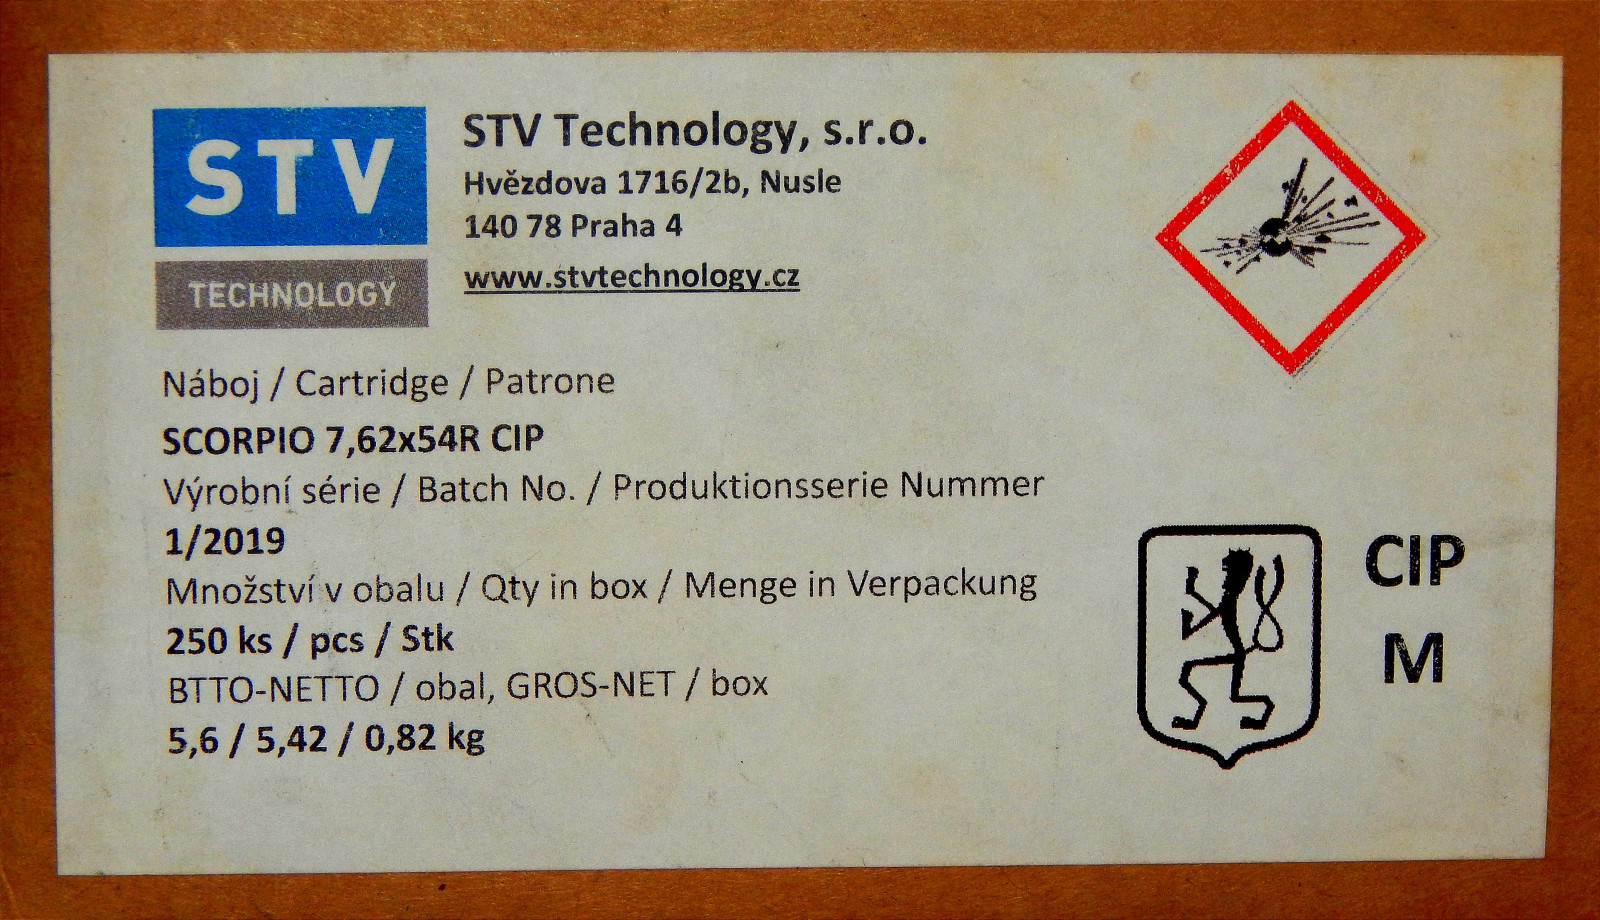 STV
TECHNOLOGY
STV Technology, s.r.o.
Hvězdova 1716/2b, Nusle
140 78 Praha 4
www.stvtechnology.cz
Náboj / Cartridge / Patrone
SCORPIO 7,62x54R CIP
Výrobní série / Batch No. / Produktionsserie Nummer
1/2019
Množství v obalu / Qty in box / Menge in Verpackung
250 ks / pcs / Stk
BTTO-NETTO / obal, GROS-NET / box
5,6 / 5,42 / 0,82 kg
CIP
M